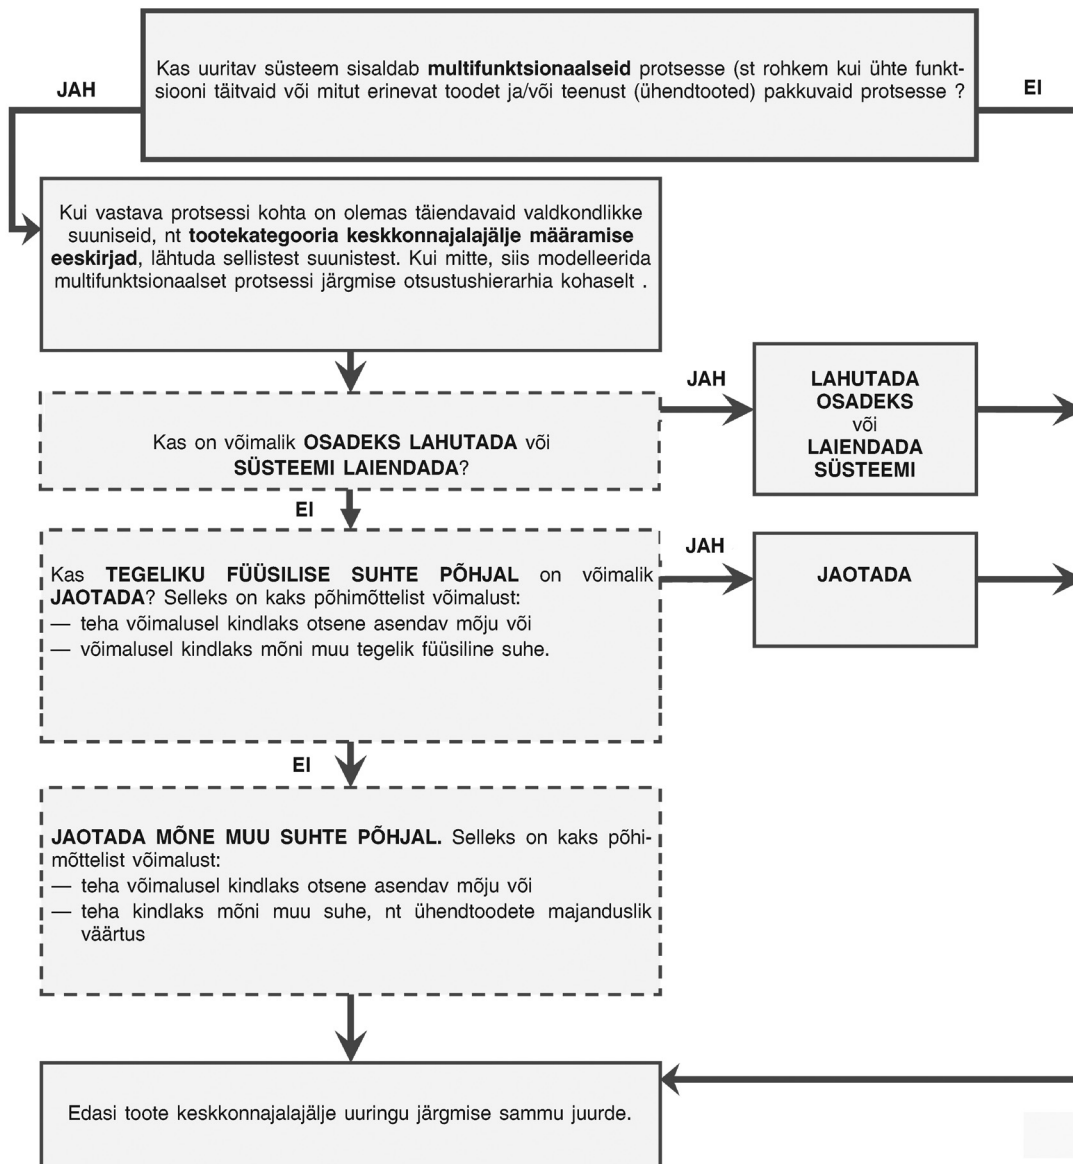 Kas uuritav süsteem sisaldab multifunktsionaalseid protsesse (st rohkem kui ühte funkt-
siooni täitvaid või mitut erinevat toodet ja/või teenust (ühendtooted) pakkuvaid protsesse ?
JAH
EI
Kui vastava protsessi kohta on olemas täiendavaid valdkondlikke
suuniseid, nt tootekategooria keskkonnajalajälje määramise
eeskirjad, lähtuda sellistest suunistest. Kui mitte, siis modelleerida
multifunktsionaalset protsessi järgmise otsustushierarhia kohaselt .
Kas on võimalik OSADEKS LAHUTADA või
SÜSTEEMI LAIENDADA?
JAH
LAHUTADA
OSADEKS
või
LAIENDADA
SÜSTEEMI
EI
Kas TEGELIKU FÜÜSILISE SUHTE PÕHJAL on võimalik
JAOTADA? Selleks on kaks põhimõttelist võimalust:
— teha võimalusel kindlaks otsene asendav mõju või
— võimalusel kindlaks mõni muu tegelik füüsiline suhe.
JAH
JAOTADA
EI
JAOTADA MÕNE MUU SUHTE PÕHJAL. Selleks on kaks põhi-
mõttelist võimalust:
— teha võimalusel kindlaks otsene asendav mõju või
— teha kindlaks mõni muu suhe, nt ühendtoodete majanduslik
väärtus
Edasi toote keskkonnajalajälje uuringu järgmise sammu juurde.